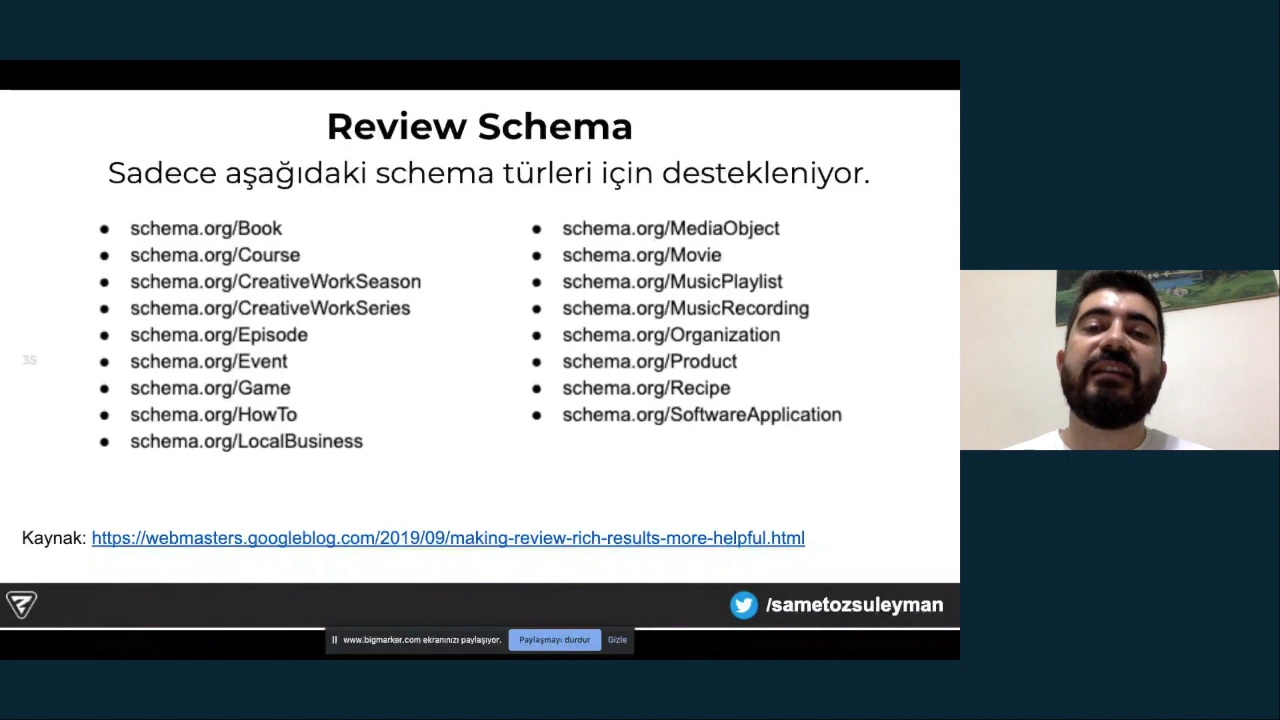 Review Schema
Sadece aşağıdaki schema türleri için destekleniyor.
schema.org/Book
schema.org/Course
schema.org/CreativeWorkSeason
schema.org/CreativeWorkSeries
schema.org/Episode
schema.org/Event
schema.org/Game
schema.org/HowTo
schema.org/LocalBusiness
schema.org/MediaObject
schema.org/Movie
schema.org/MusicPlaylist
schema.org/MusicRecording
schema.org/Organization
schema.org/Product
schema.org/Recipe
schema.org/SoftwareApplication
35
Kaynak: https://webmasters.googleblog.com/2019/09/making-review-rich-results-more-helpful.html
/sametozsuleyman
www.bigmarker.com ekranınızı paylaşıyor. Paylaşmayı durdur Gizle